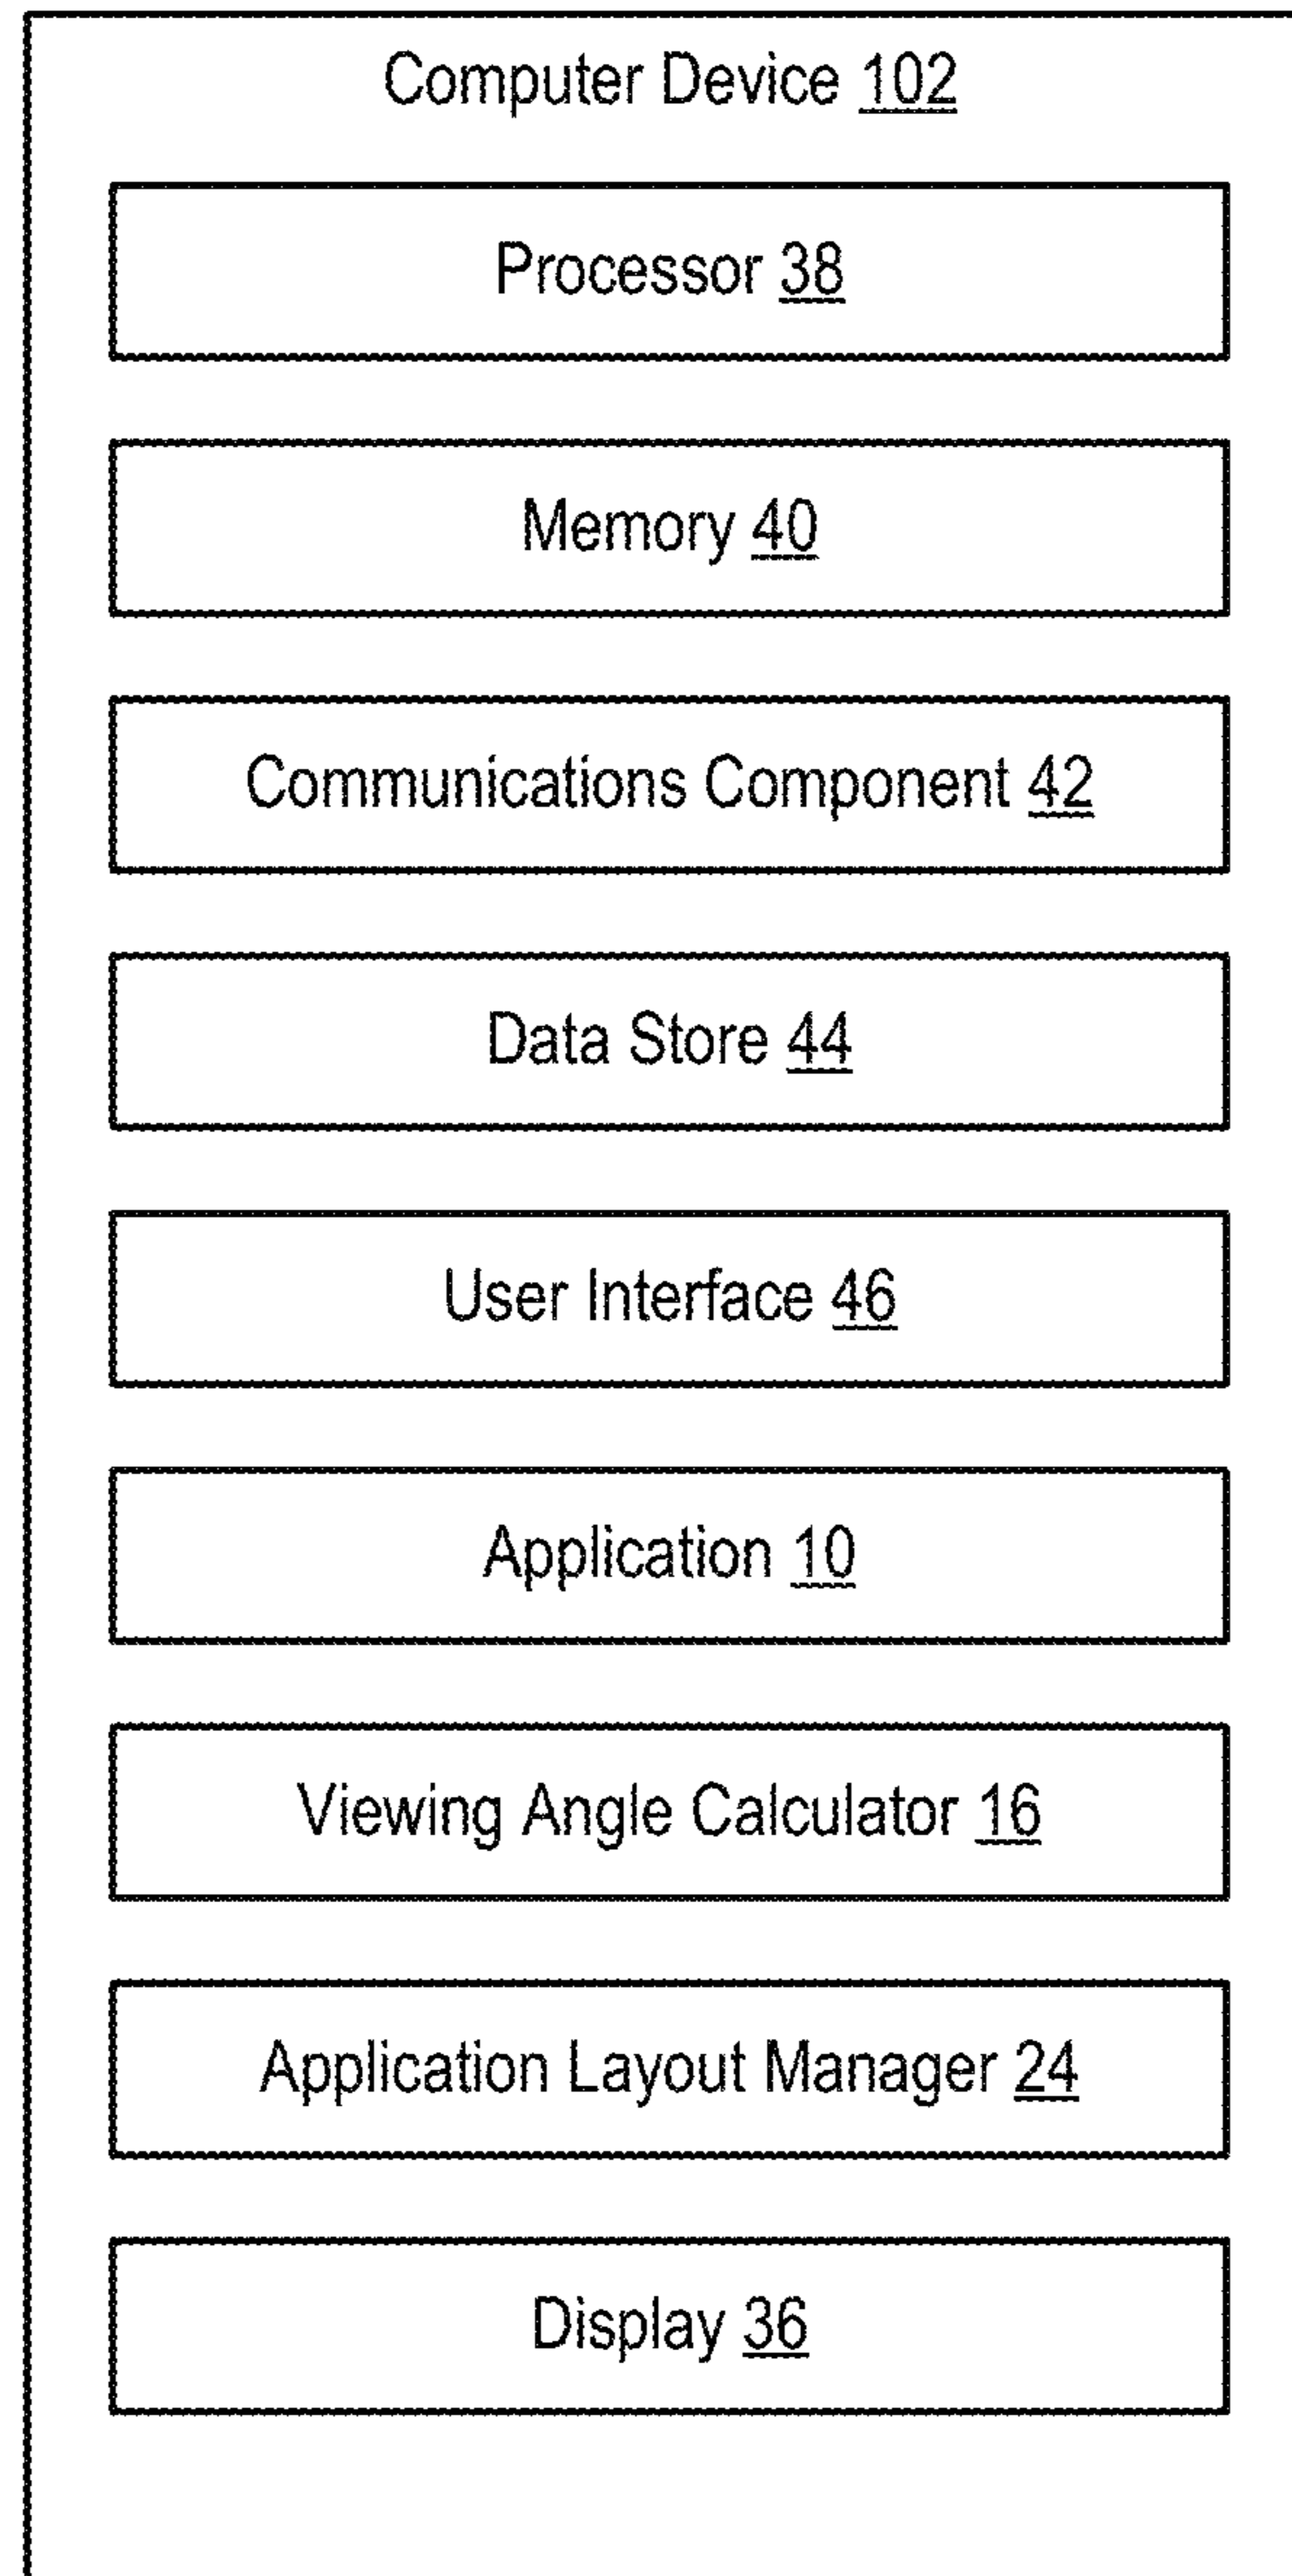 Computer Device 102
Processor 38
Memory 40
Communications Component 42
Data Store 44
User Interface 46
Application 10
Viewing Angle Calculator 16
Application Layout Manager 24
Display 36